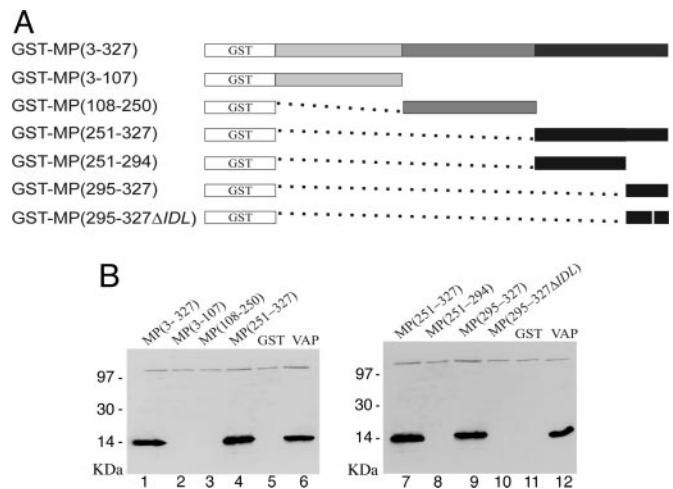 A
GST-MP(3-327) GST
GST-MP(3-107) GST
GST-MP(108-250) GST
GST-MP(251-327) GST
GST-MP(251-294) GST
GST-MP(295-327) GST
GST-MP(295-327ΔIDL) GST
B
MP(3-327) MP(3-107) MP(108-250) MP(251-327) GST VAP
97 -
30 -
14 -
KDa
1 2 3 4 5 6
MP(251-327) MP(251-294) MP(295-327) MP(295-327ΔIDL) GST VAP
97 -
30 -
14 -
KDa
7 8 9 10 11 12